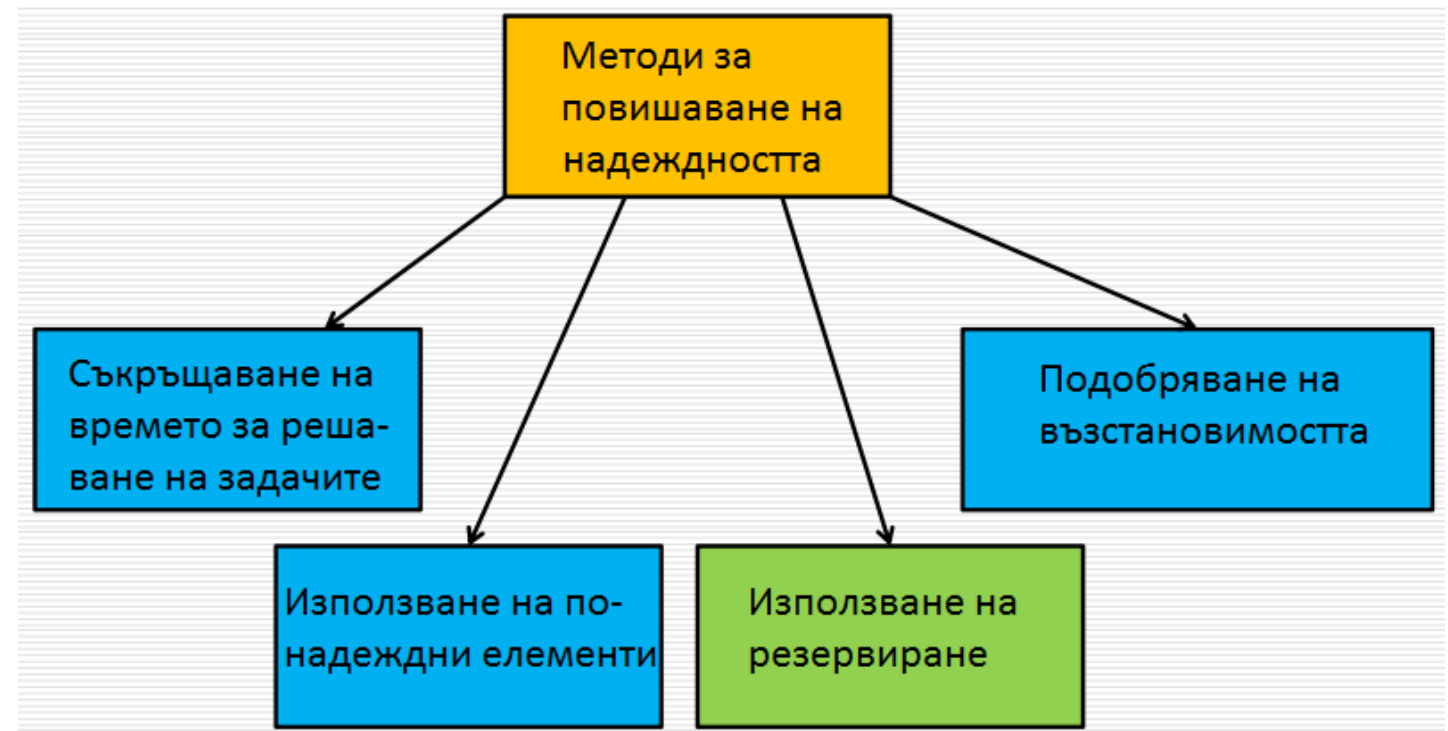 Методи за
повишаване на
надеждността
Съкръщаване на
времето за реша-
ване на задачите
Подобряване на
възстановимостта
Използване на по-
надеждни елементи
Използване на
резервиране